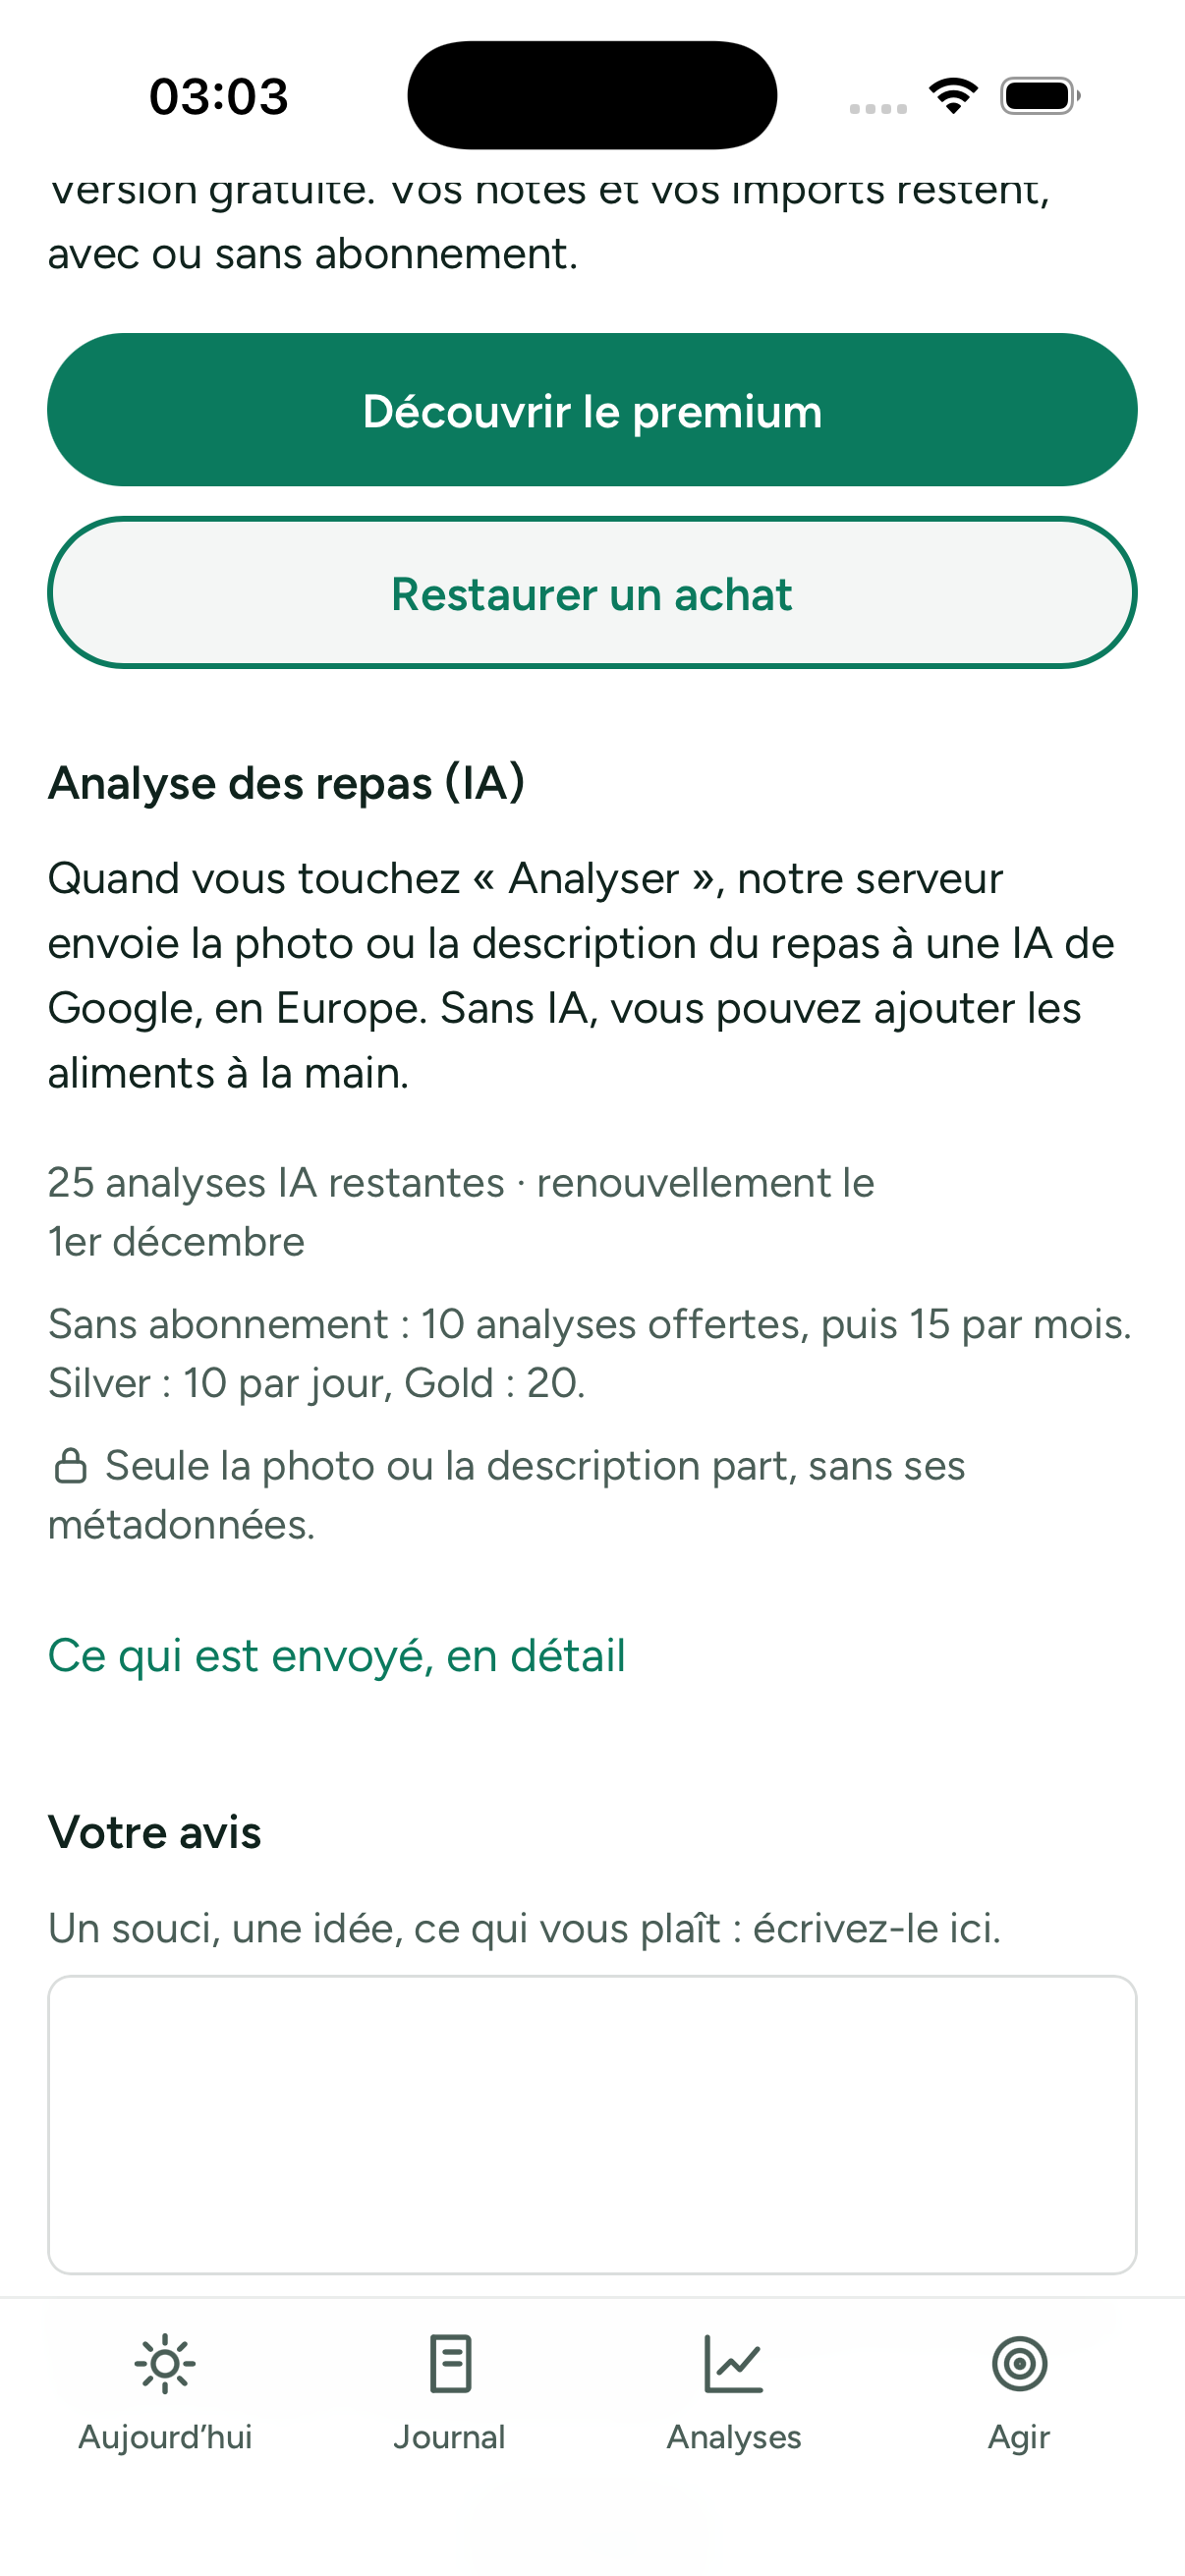 03:03
version gratuite. Vos notes et vos imports restent,
avec ou sans abonnement.
Découvrir le premium
Restaurer un achat
Analyse des repas (IA)
Quand vous touchez « Analyser », notre serveur
envoie la photo ou la description du repas à une IA de
Google, en Europe. Sans IA, vous pouvez ajouter les
aliments à la main.
25 analyses IA restantes · renouvellement le
1er décembre
Sans abonnement : 10 analyses offertes, puis 15 par mois.
Silver : 10 par jour, Gold : 20.
Seule la photo ou la description part, sans ses
métadonnées.
Ce qui est envoyé, en détail
Votre avis
Un souci, une idée, ce qui vous plaît : écrivez-le ici.
Aujourd’hui
Journal
Analyses
Agir